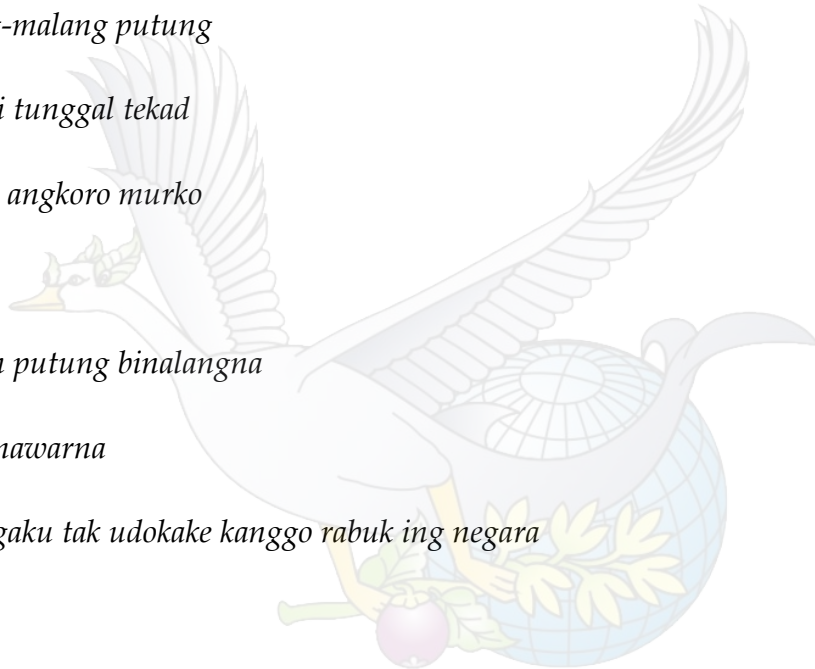 -malang putung
tunggal tekad
angkoro murko
putung binalangna
nawarna
gaku tak udokake kanggo rabuk ing negara